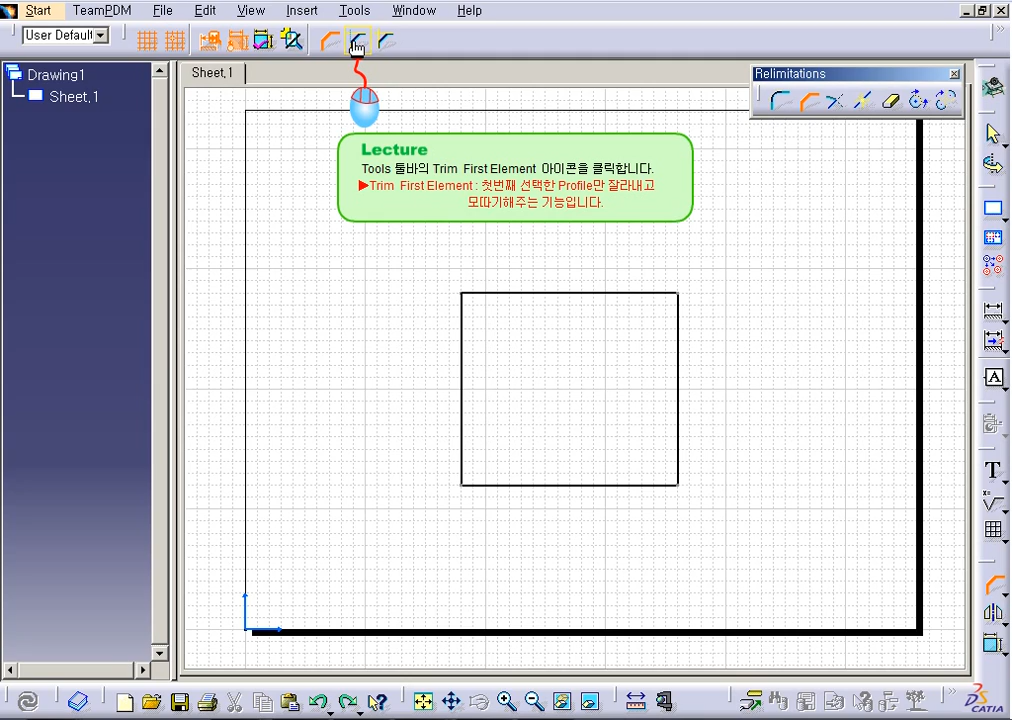 Start TeamPDM File Edit View Insert Tools Window Help
User Default
Drawing1
Sheet.1
Sheet.1
Relimitations
Lecture
Tools 툴바의 Trim First Element 아이콘을 클릭합니다.
▶Trim First Element : 첫번째 선택한 Profile만 잘라내고
모따기해주는 기능입니다.
CATIA